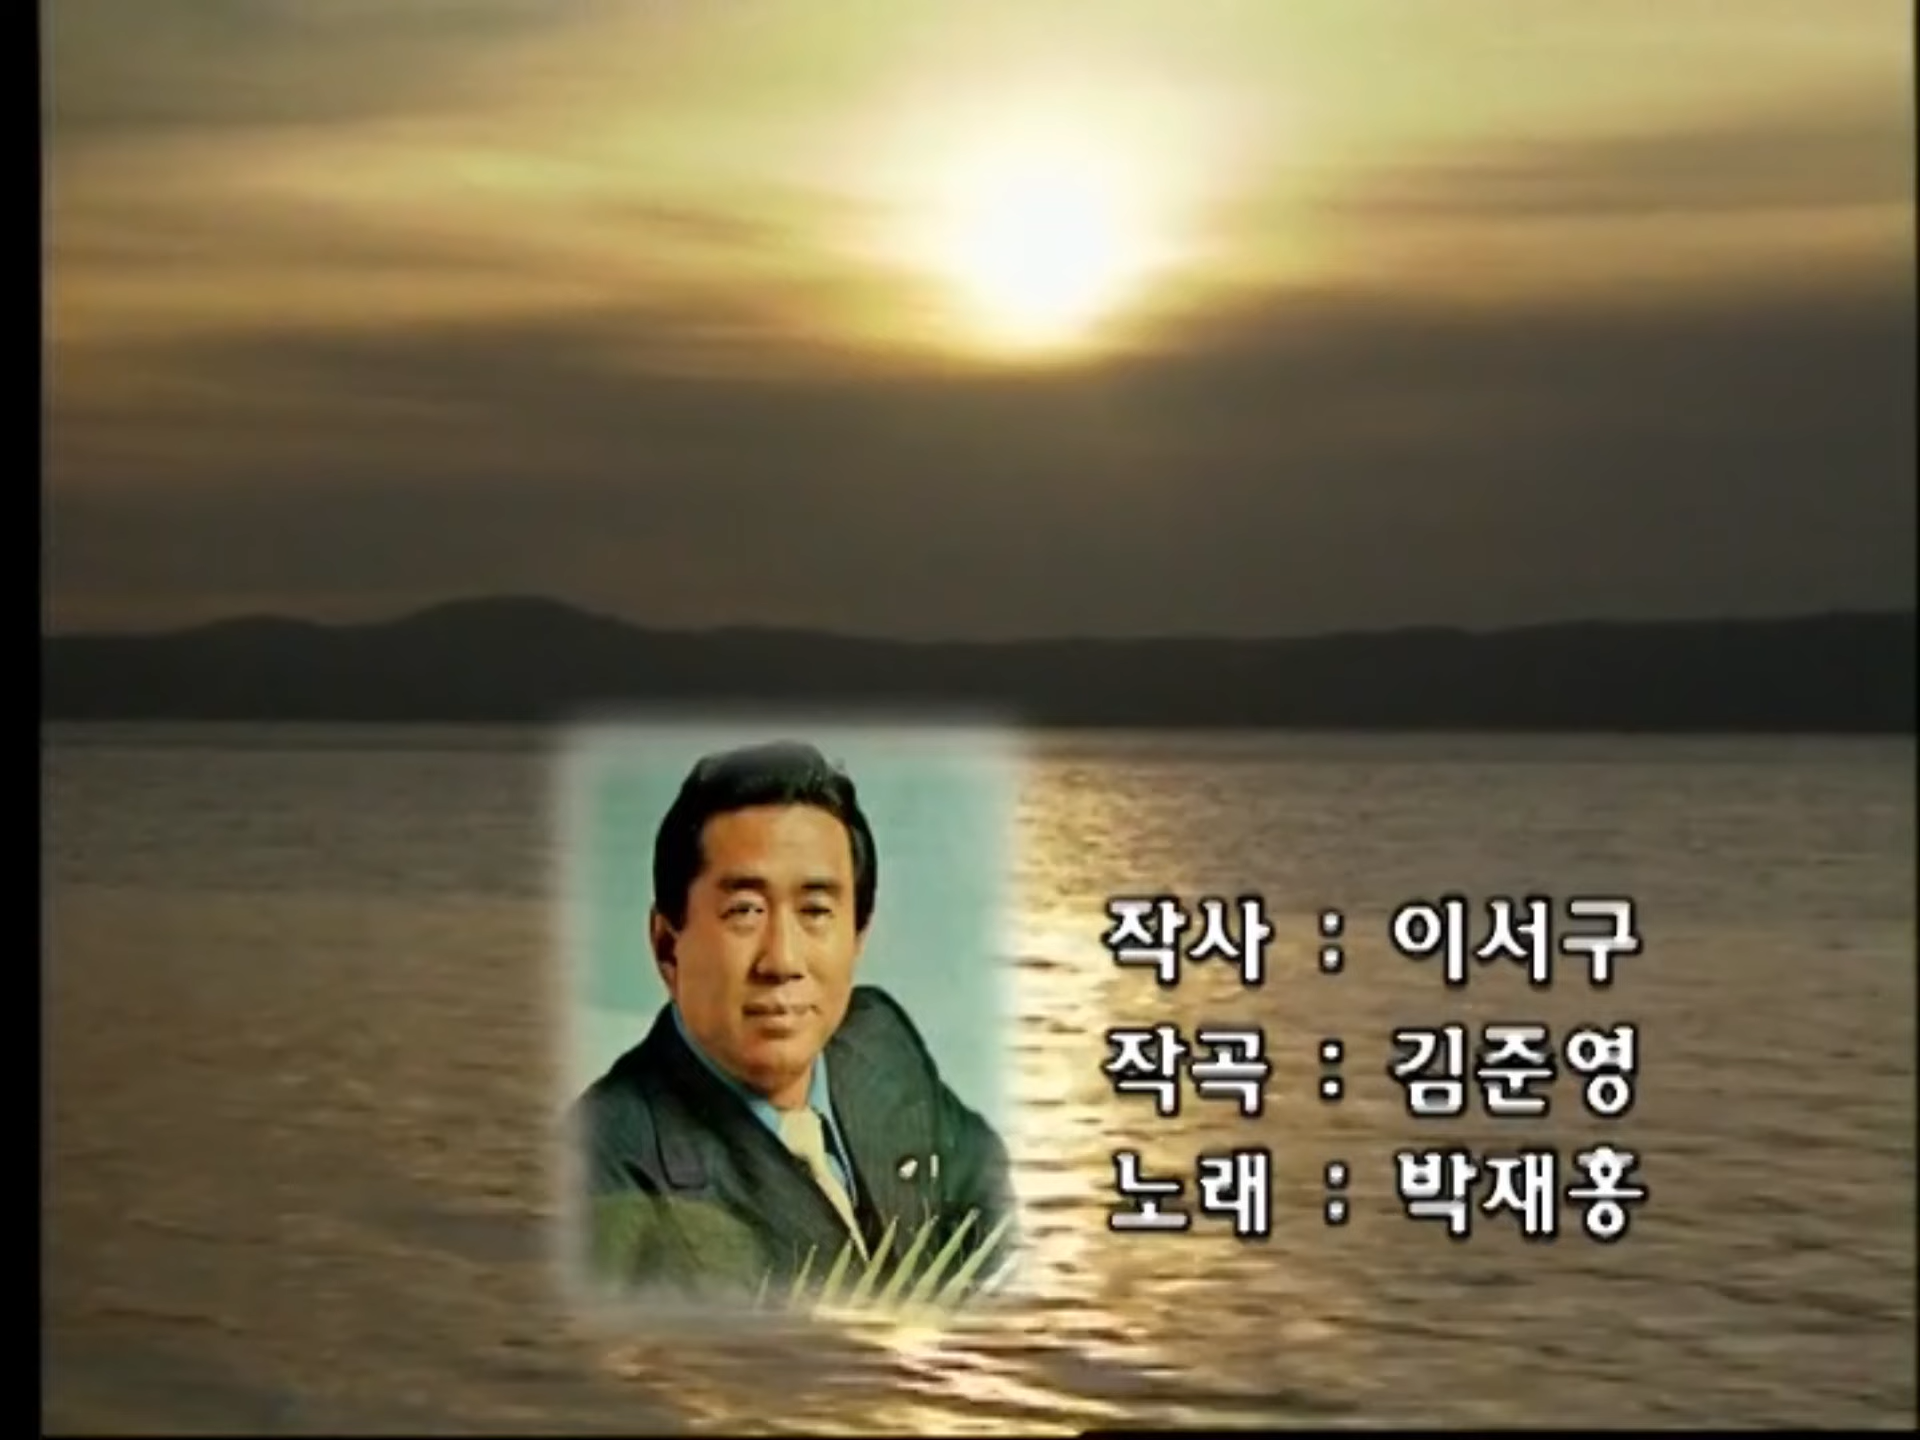 작사 : 이서구
작곡 : 김준영
노래 : 박재홍